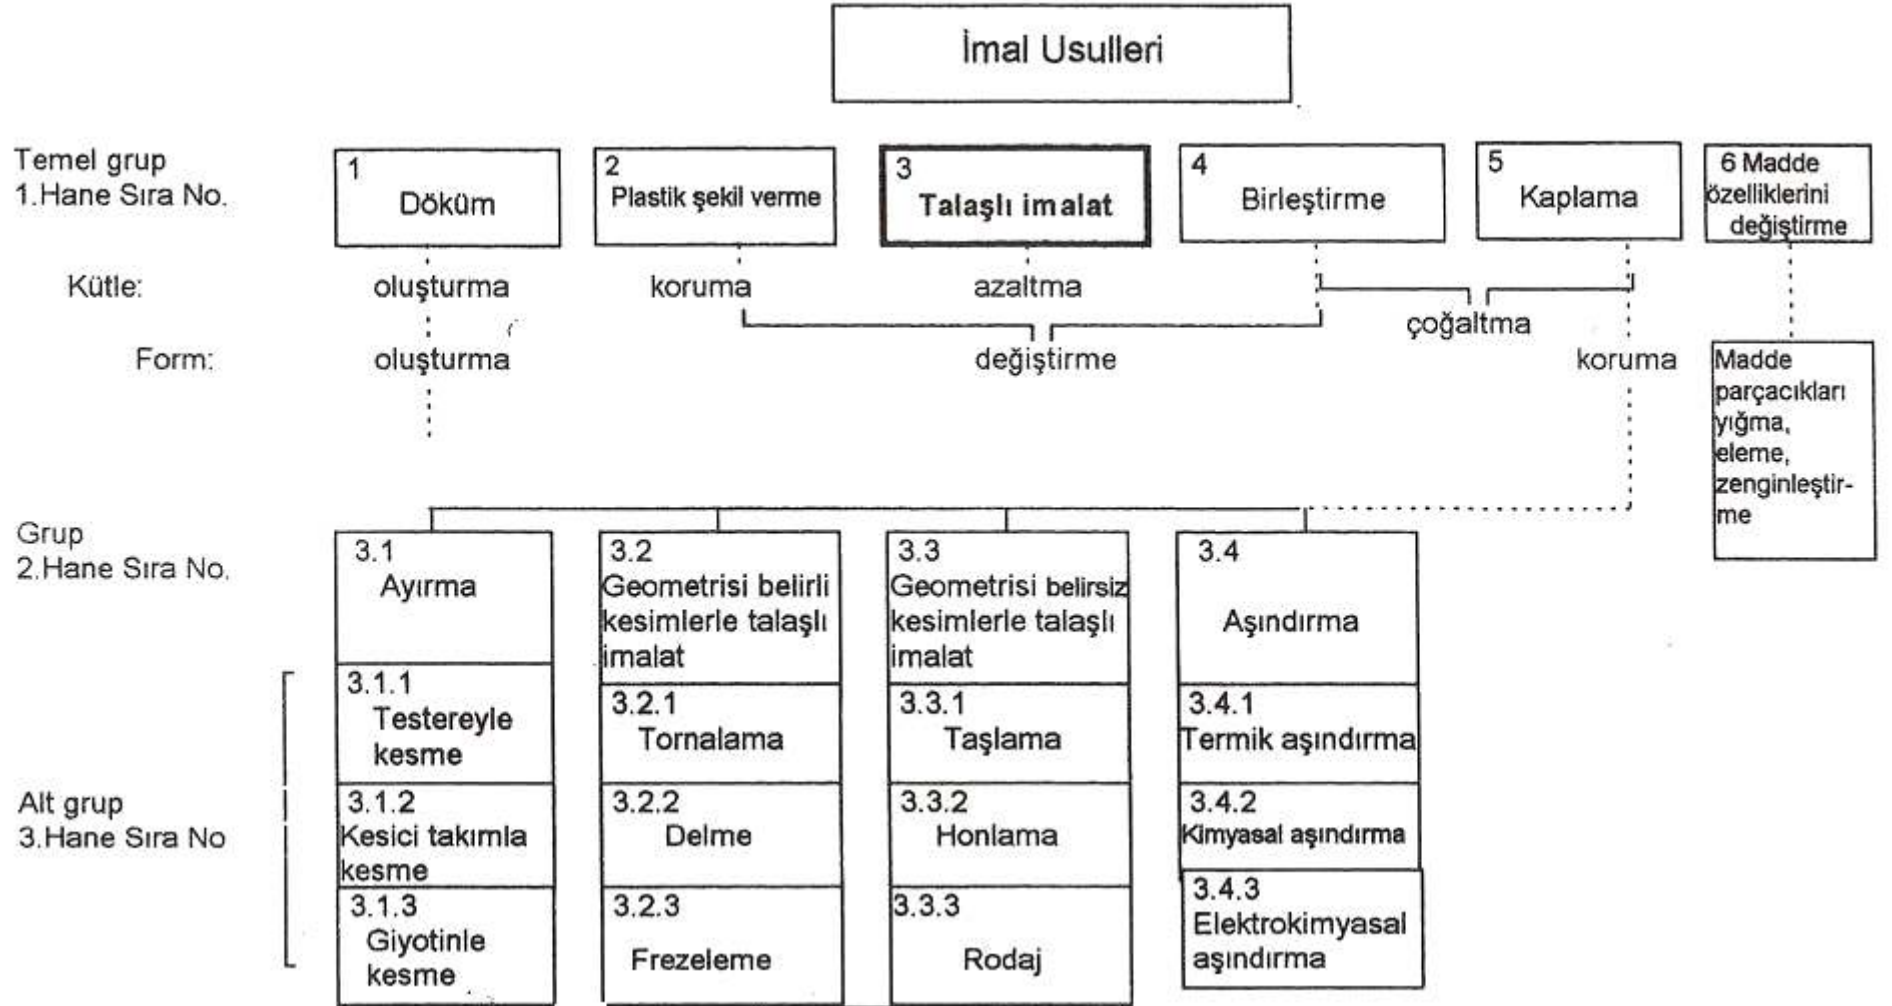 İmal Usulleri
Temel grup
1.Hane Sıra No.
1
Döküm
2
Plastik şekil verme
3
Talaşlı imalat
4
Birleştirme
5
Kaplama
6 Madde
özelliklerini
değiştirme
Kütle:
oluşturma
koruma
azaltma
çoğaltma
Form:
oluşturma
değiştirme
koruma
Madde
parçacıkları
yığma,
eleme,
zenginleştir-
me
Grup
2.Hane Sıra No.
3.1
Ayırma
3.2
Geometrisi belirli
kesimlerle talaşlı
imalat
3.3
Geometrisi belirsiz
kesimlerle talaşlı
imalat
3.4
Aşındırma
Alt grup
3.Hane Sıra No
3.1.1
Testereyle
kesme
3.2.1
Tornalama
3.3.1
Taşlama
3.4.1
Termik aşındırma
3.1.2
Kesici takımla
kesme
3.2.2
Delme
3.3.2
Honlama
3.4.2
Kimyasal aşındırma
3.1.3
Giyotinle
kesme
3.2.3
Frezeleme
3.3.3
Rodaj
3.4.3
Elektrokimyasal
aşındırma